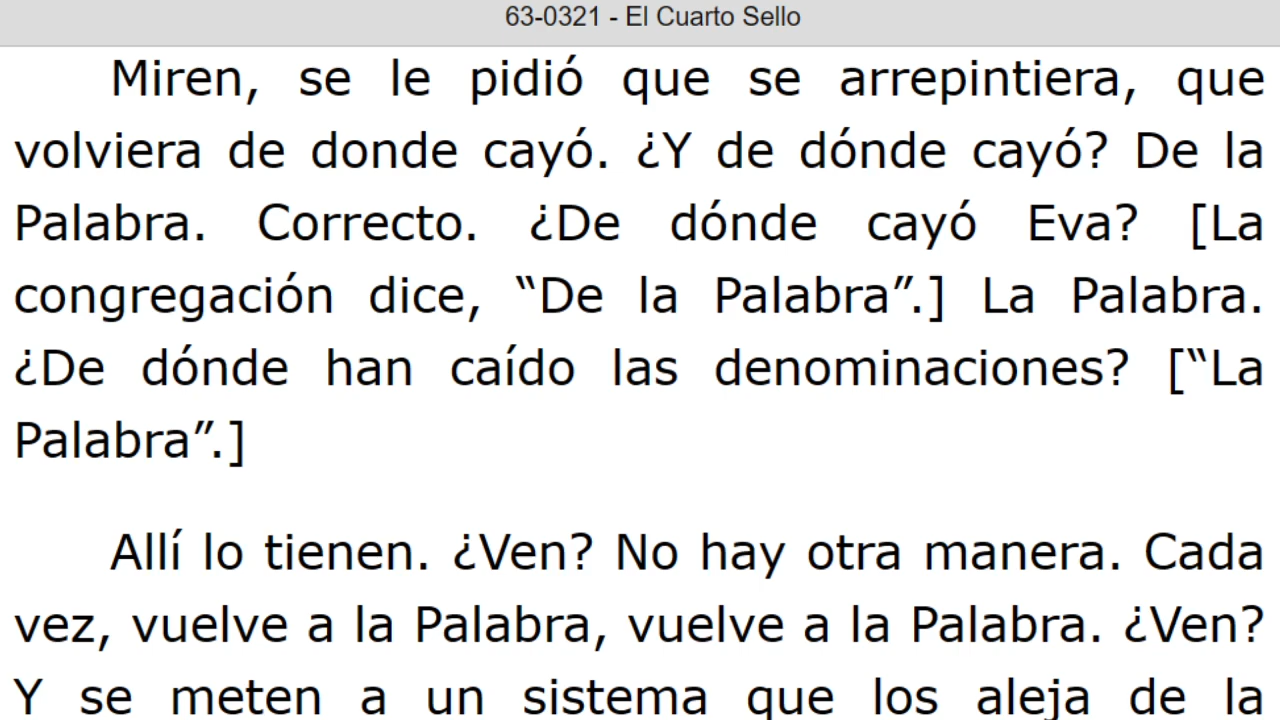 63-0321 - El Cuarto Sello
Miren, se le pidió que se arrepintiera, que
volviera de donde cayó. ¿Y de dónde cayó? De la
Palabra. Correcto. ¿De dónde cayó Eva? [La
congregación dice, “De la Palabra”.] La Palabra.
¿De dónde han caído las denominaciones? [“La
Palabra”.]
Allí lo tienen. ¿Ven? No hay otra manera. Cada
vez, vuelve a la Palabra, vuelve a la Palabra. ¿Ven?
Y se meten a un sistema que los aleja de la